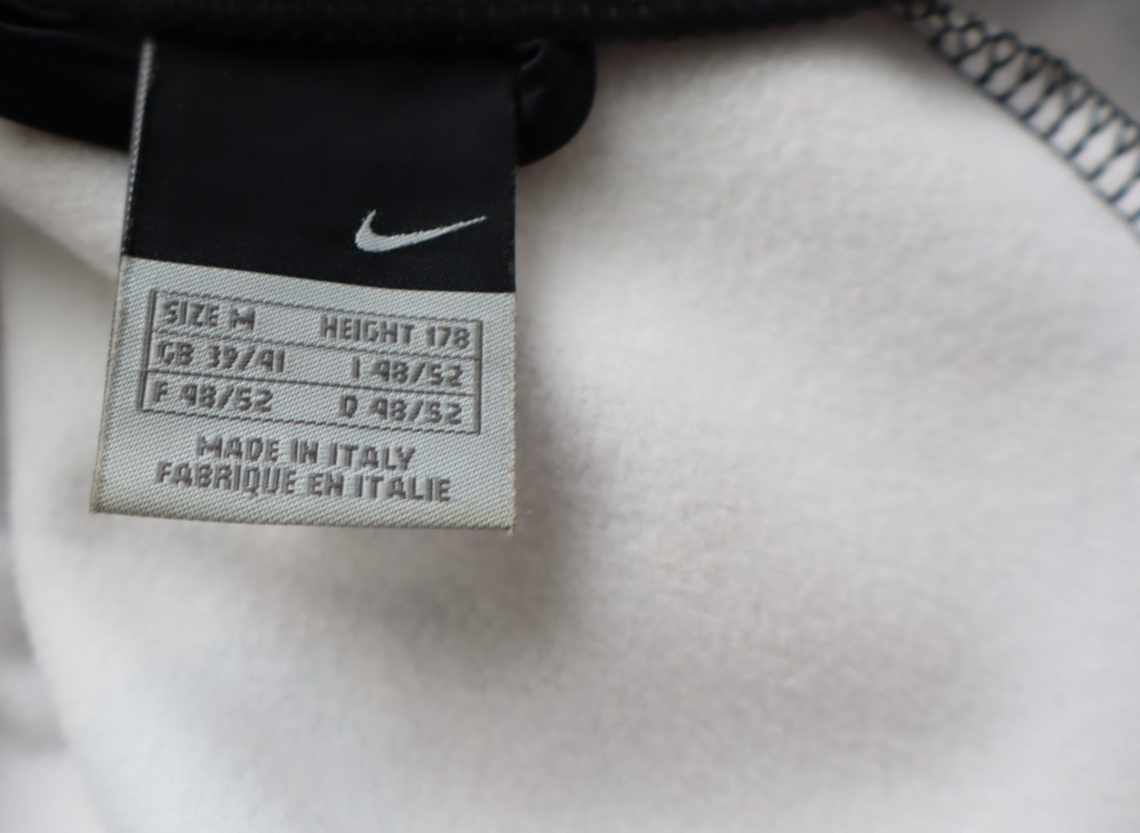 SIZE M HEIGHT 178
GB 39/41 I 48/52
F 48/52 D 48/52
MADE IN ITALY
FABRIQUE EN ITALIE